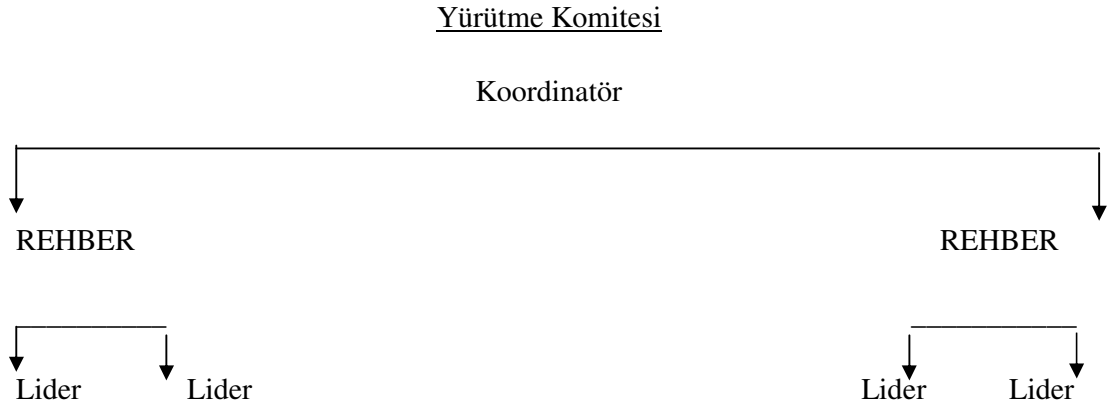 Yürütme Komitesi
Koordinatör
REHBER REHBER
Lider Lider Lider Lider